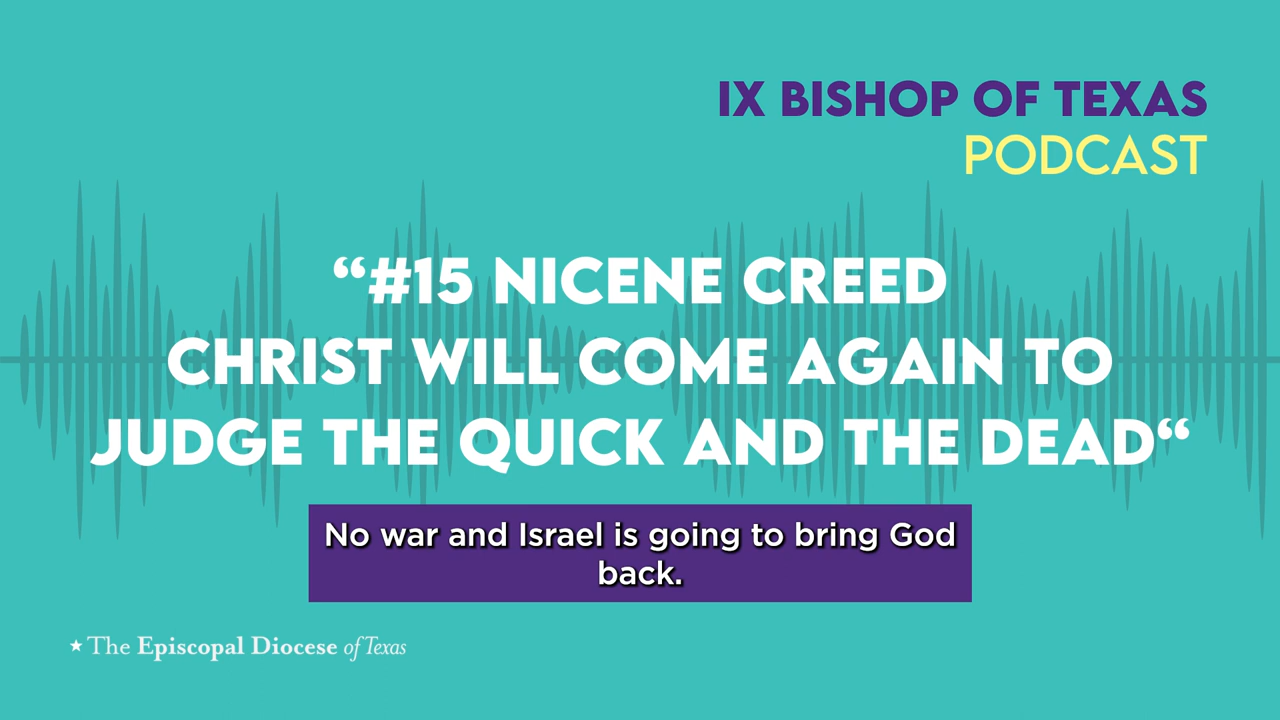 IX BISHOP OF TEXAS
PODCAST
“#15 NICENE CREED
CHRIST WILL COME AGAIN TO
JUDGE THE QUICK AND THE DEAD“
No war and Israel is going to bring God
back.
The Episcopal Diocese of Texas